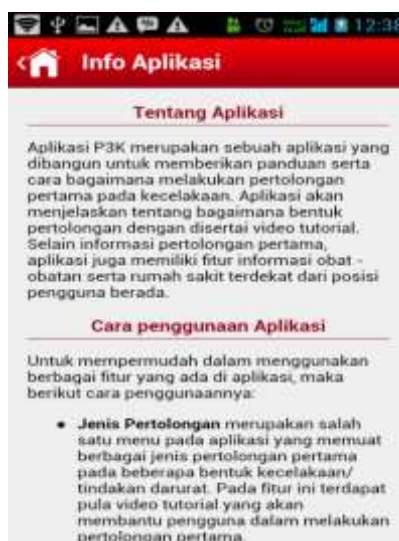 12:38
Info Aplikasi
Tentang Aplikasi
Aplikasi P3K merupakan sebuah aplikasi yang
dibangun untuk memberikan panduan serta
cara bagaimana melakukan pertolongan
pertama pada kecelakaan. Aplikasi akan
menjelaskan tentang bagaimana bentuk
pertolongan dengan disertai video tutorial.
Selain informasi pertolongan pertama,
aplikasi juga memiliki fitur informasi obat -
obatan serta rumah sakit terdekat dari posisi
pengguna berada.
Cara penggunaan Aplikasi
Untuk mempermudah dalam menggunakan
berbagai fitur yang ada di aplikasi, maka
berikut cara penggunaannya:
• Jenis Pertolongan merupakan salah
satu menu pada aplikasi yang memuat
berbagai jenis pertolongan pertama
pada beberapa bentuk kecelakaan/
tindakan darurat. Pada fitur ini terdapat
pula video tutorial yang akan
membantu pengguna dalam melakukan
pertolongan pertama.